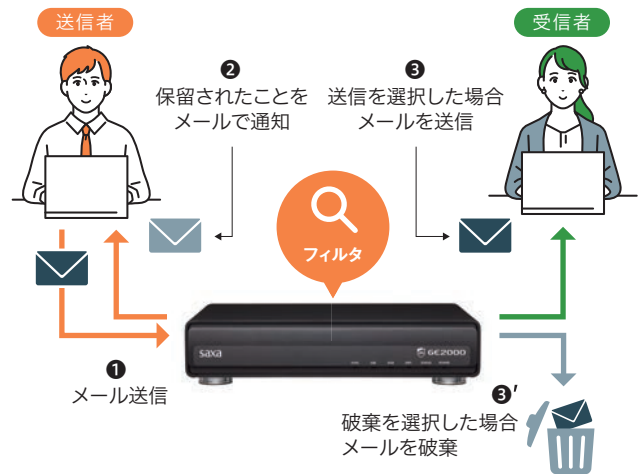 送信者
受信者
❷
保留されたことを
メールで通知
❸
送信を選択した場合
メールを送信
フィルタ
saxa
GE2000
❶
メール送信
❸′
破棄を選択した場合
メールを破棄